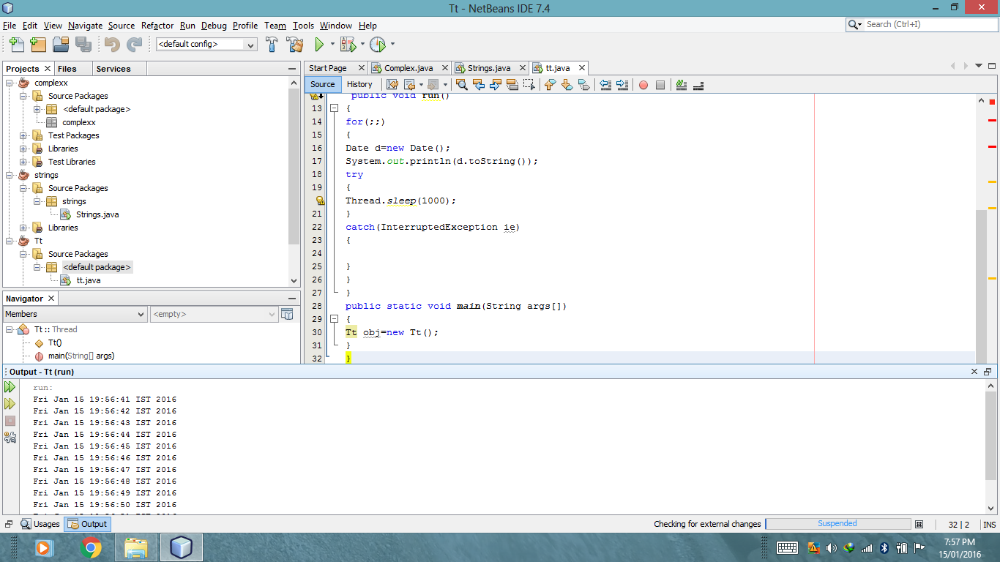 Tt - NetBeans IDE 7.4
File Edit View Navigate Source Refactor Run Debug Profile Team Tools Window Help
Search (Ctrl+I)
<default config>
Projects Files Services
complexx
Source Packages
<default package>
complexx
Test Packages
Libraries
Test Libraries
strings
Source Packages
strings
Strings.java
Libraries
Tt
Source Packages
<default package>
tt.java
Navigator
Members <empty>
Tt :: Thread
Tt()
main(String[] args)
Start Page Complex.java Strings.java tt.java
Source History
public void run()
13 {
14 for(;;)
15 {
16 Date d=new Date();
17 System.out.println(d.toString());
18 try
19 {
Thread.sleep(1000);
21 }
22 catch(InterruptedException ie)
23 {
24
25 }
26 }
27 }
28 public static void main(String args[])
29 {
30 Tt obj=new Tt();
31 }
32 }
Output - Tt (run)
run:
Fri Jan 15 19:56:41 IST 2016
Fri Jan 15 19:56:42 IST 2016
Fri Jan 15 19:56:43 IST 2016
Fri Jan 15 19:56:44 IST 2016
Fri Jan 15 19:56:45 IST 2016
Fri Jan 15 19:56:46 IST 2016
Fri Jan 15 19:56:47 IST 2016
Fri Jan 15 19:56:48 IST 2016
Fri Jan 15 19:56:49 IST 2016
Fri Jan 15 19:56:50 IST 2016
Usages Output
Checking for external changes Suspended 32 | 2 INS
7:57 PM
15/01/2016